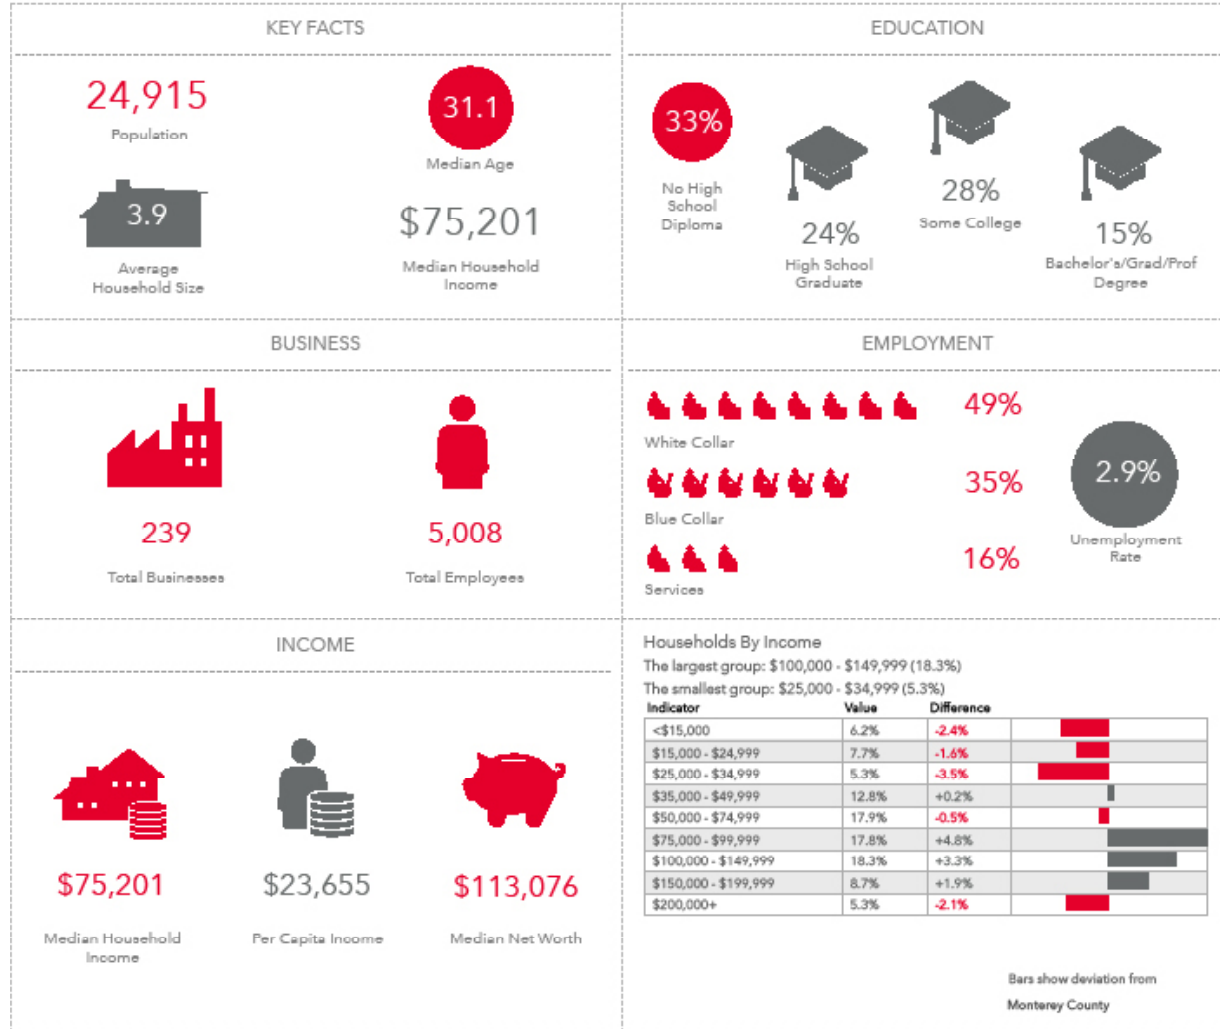 KEY FACTS
24,915
Population
31.1
Median Age
3.9
Average
Household Size
$75,201
Median Household
Income
EDUCATION
33%
No High
School
Diploma
24%
High School
Graduate
28%
Some College
15%
Bachelor's/Grad/Prof
Degree
BUSINESS
239
Total Businesses
5,008
Total Employees
EMPLOYMENT
49%
White Collar
35%
Blue Collar
16%
Services
2.9%
Unemployment
Rate
INCOME
$75,201
Median Household
Income
$23,655
Per Capita Income
$113,076
Median Net Worth
Households By Income
The largest group: $100,000 - $149,999 (18.3%)
The smallest group: $25,000 - $34,999 (5.3%)
Indicator Value Difference
<$15,000 6.2% -2.4%
$15,000 - $24,999 7.7% -1.6%
$25,000 - $34,999 5.3% -3.5%
$35,000 - $49,999 12.8% +0.2%
$50,000 - $74,999 17.9% -0.5%
$75,000 - $99,999 17.8% +4.8%
$100,000 - $149,999 18.3% +3.3%
$150,000 - $199,999 8.7% +1.9%
$200,000+ 5.3% -2.1%
Bars show deviation from
Monterey County